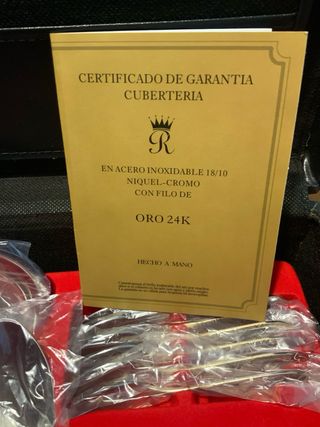 CERTIFICADO DE GARANTIA
CUBERTERIA
R
EN ACERO INOXIDABLE 18/10
NIQUEL-CROMO
CON FILO DE
ORO 24K
HECHO A MANO